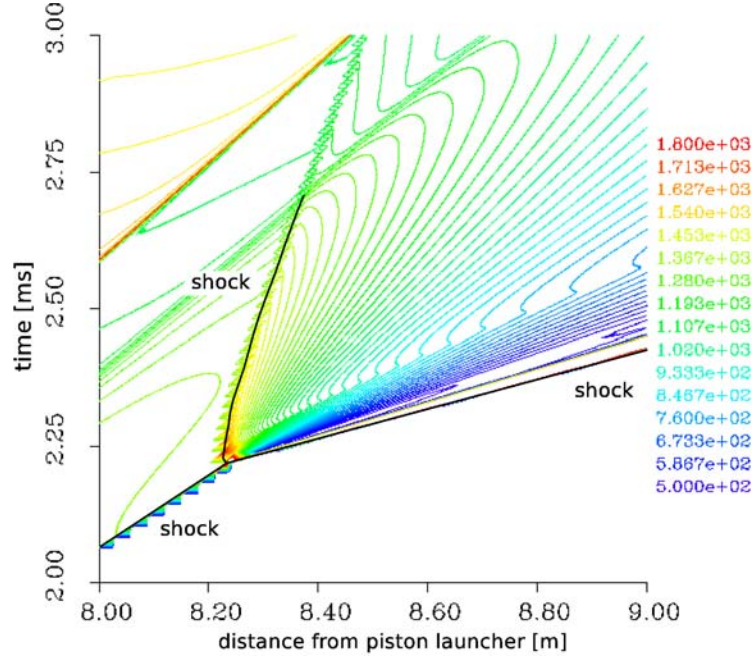 3.00
2.75
2.50
2.25
2.00
time [ms]
shock
shock
shock
8.00 8.20 8.40 8.60 8.80 9.00
distance from piston launcher [m]
1.800e+03
1.713e+03
1.627e+03
1.540e+03
1.453e+03
1.367e+03
1.280e+03
1.193e+03
1.107e+03
1.020e+03
9.333e+02
8.467e+02
7.600e+02
6.733e+02
5.867e+02
5.000e+02